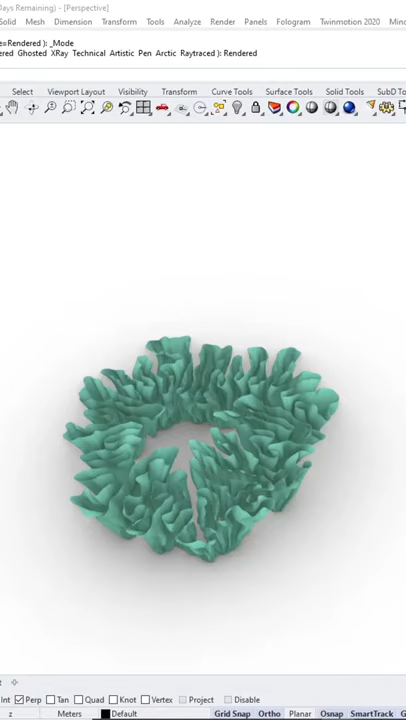 Days Remaining) - [Perspective]
Solid Mesh Dimension Transform Tools Analyze Render Panels Fologram Twinmotion 2020
=Rendered ): _Mode
ered Ghosted XRay Technical Artistic Pen Arctic Raytraced ): Rendered
Select Viewport Layout Visibility Transform Curve Tools Surface Tools Solid Tools SubD To
Int Perp Tan Quad Knot Vertex Project Disable
z Meters Default Grid Snap Ortho Planar Osnap SmartTrack G